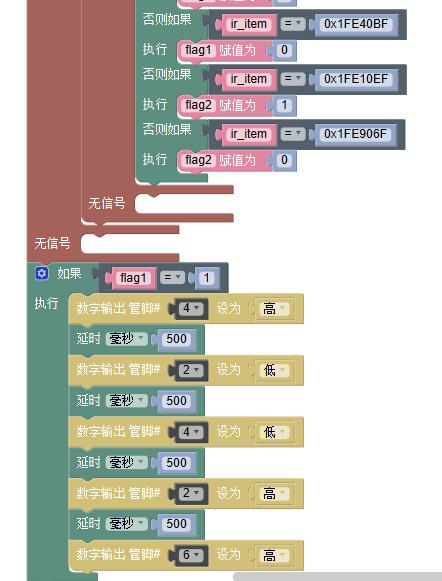 否则如果 ir_item = 0x1FE40BF
执行 flag1 赋值为 0
否则如果 ir_item = 0x1FE10EF
执行 flag2 赋值为 1
否则如果 ir_item = 0x1FE906F
执行 flag2 赋值为 0
无信号
无信号
如果 flag1 = 1
执行 数字输出 管脚# 4 设为 高
延时 毫秒 500
数字输出 管脚# 2 设为 低
延时 毫秒 500
数字输出 管脚# 4 设为 低
延时 毫秒 500
数字输出 管脚# 2 设为 高
延时 毫秒 500
数字输出 管脚# 6 设为 高